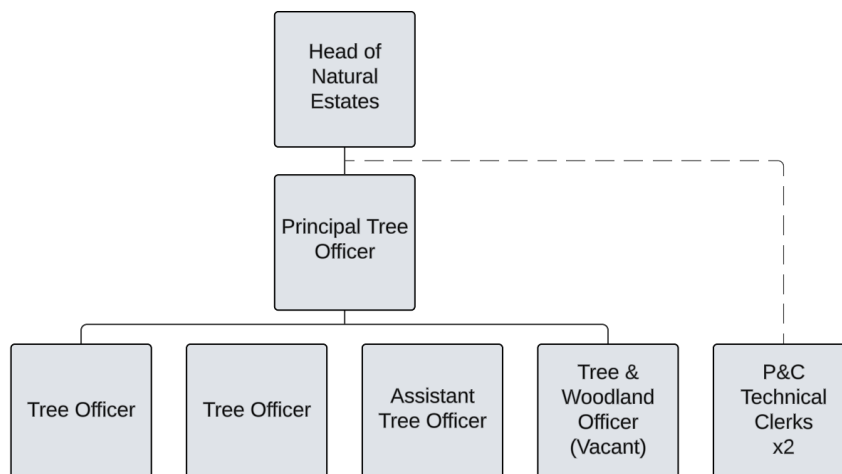 Head of
Natural
Estates
Principal Tree
Officer
Tree Officer
Tree Officer
Assistant
Tree Officer
Tree &
Woodland
Officer
(Vacant)
P&C
Technical
Clerks
x2